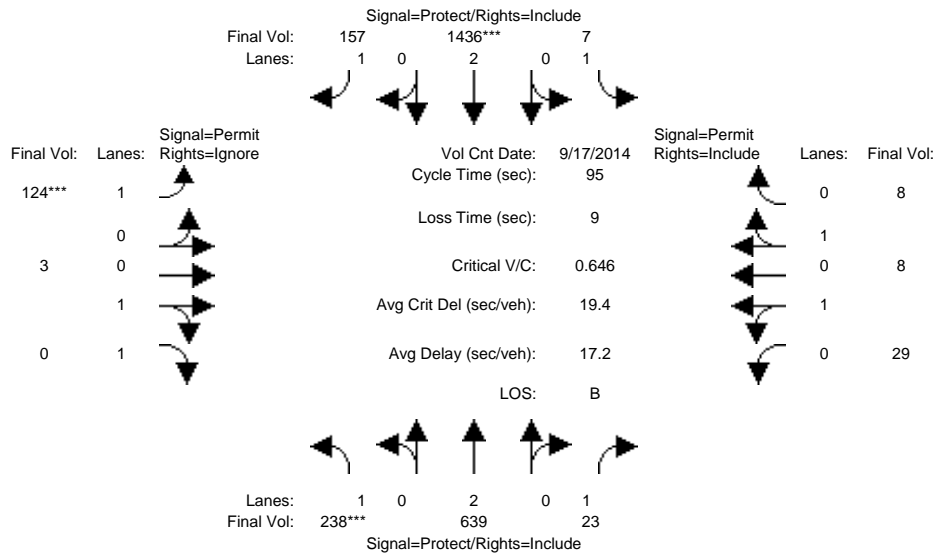 Signal=Protect/Rights=Include
Final Vol: 157 1436*** 7
Lanes: 1 0 2 0 1
Signal=Permit Signal=Permit
Final Vol: Lanes: Rights=Ignore Vol Cnt Date: 9/17/2014 Rights=Include Lanes: Final Vol:
Cycle Time (sec): 95
124*** 1 0 8
Loss Time (sec): 9
0 1
3 0 Critical V/C: 0.646 0 8
1 Avg Crit Del (sec/veh): 19.4 1
0 1 Avg Delay (sec/veh): 17.2 0 29
LOS: B
Lanes: 1 0 2 0 1
Final Vol: 238*** 639 23
Signal=Protect/Rights=Include